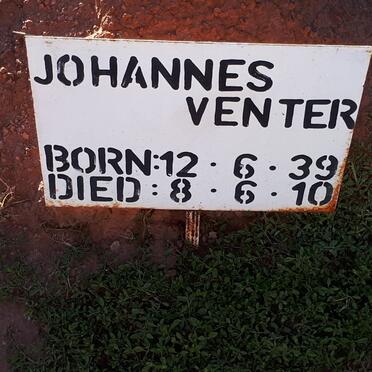 JOHANNES
VENTER
BORN:12 · 6 · 39
DIED : 8 · 6 · 10